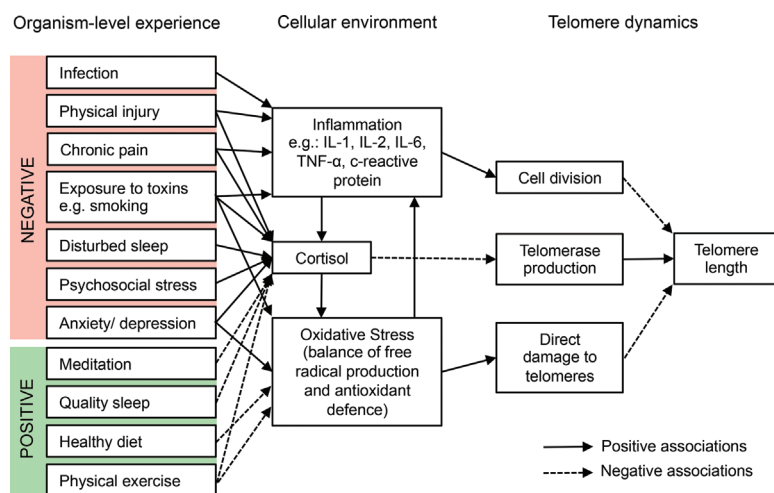 Organism-level experience
Cellular environment
Telomere dynamics
NEGATIVE
Infection
Physical injury
Chronic pain
Exposure to toxins
e.g. smoking
Disturbed sleep
Psychosocial stress
Anxiety/ depression
POSITIVE
Meditation
Quality sleep
Healthy diet
Physical exercise
Inflammation
e.g.: IL-1, IL-2, IL-6,
TNF-α, c-reactive
protein
Cortisol
Oxidative Stress
(balance of free
radical production
and antioxidant
defence)
Cell division
Telomerase
production
Direct
damage to
telomeres
Telomere
length
Positive associations
Negative associations